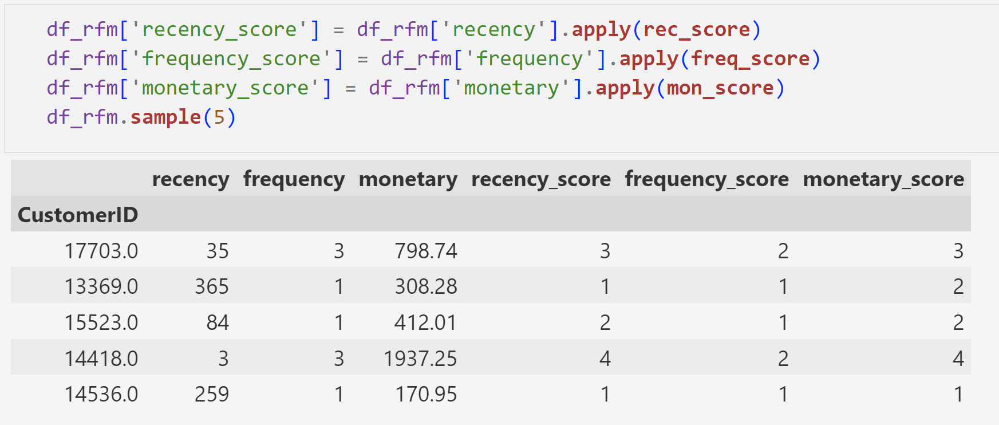 df_rfm['recency_score'] = df_rfm['recency'].apply(rec_score)
df_rfm['frequency_score'] = df_rfm['frequency'].apply(freq_score)
df_rfm['monetary_score'] = df_rfm['monetary'].apply(mon_score)
df_rfm.sample(5)
recency frequency monetary recency_score frequency_score monetary_score
CustomerID
17703.0 35 3 798.74 3 2 3
13369.0 365 1 308.28 1 1 2
15523.0 84 1 412.01 2 1 2
14418.0 3 3 1937.25 4 2 4
14536.0 259 1 170.95 1 1 1